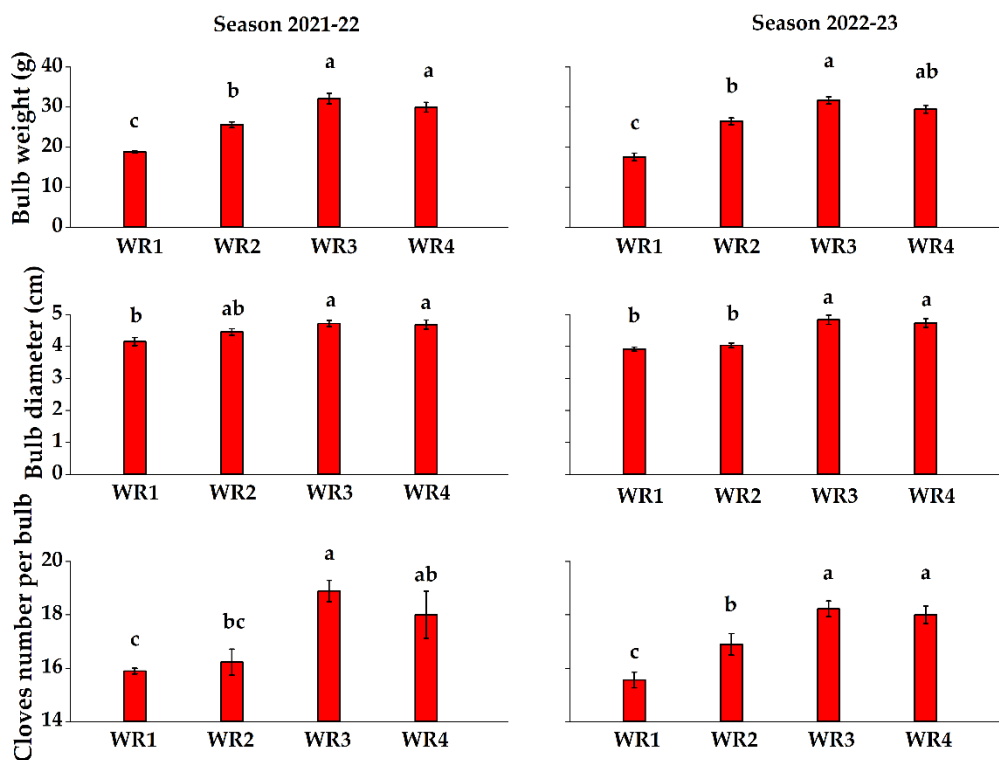 Season 2021-22
Season 2022-23
Bulb weight (g)
40
30
20
10
0
c
b
a
a
WR1
WR2
WR3
WR4
c
b
a
ab
WR1
WR2
WR3
WR4
Bulb diameter (cm)
5
4
3
2
1
0
b
ab
a
a
WR1
WR2
WR3
WR4
b
b
a
a
WR1
WR2
WR3
WR4
Cloves number per bulb
20
18
16
14
c
bc
a
ab
WR1
WR2
WR3
WR4
c
b
a
a
WR1
WR2
WR3
WR4